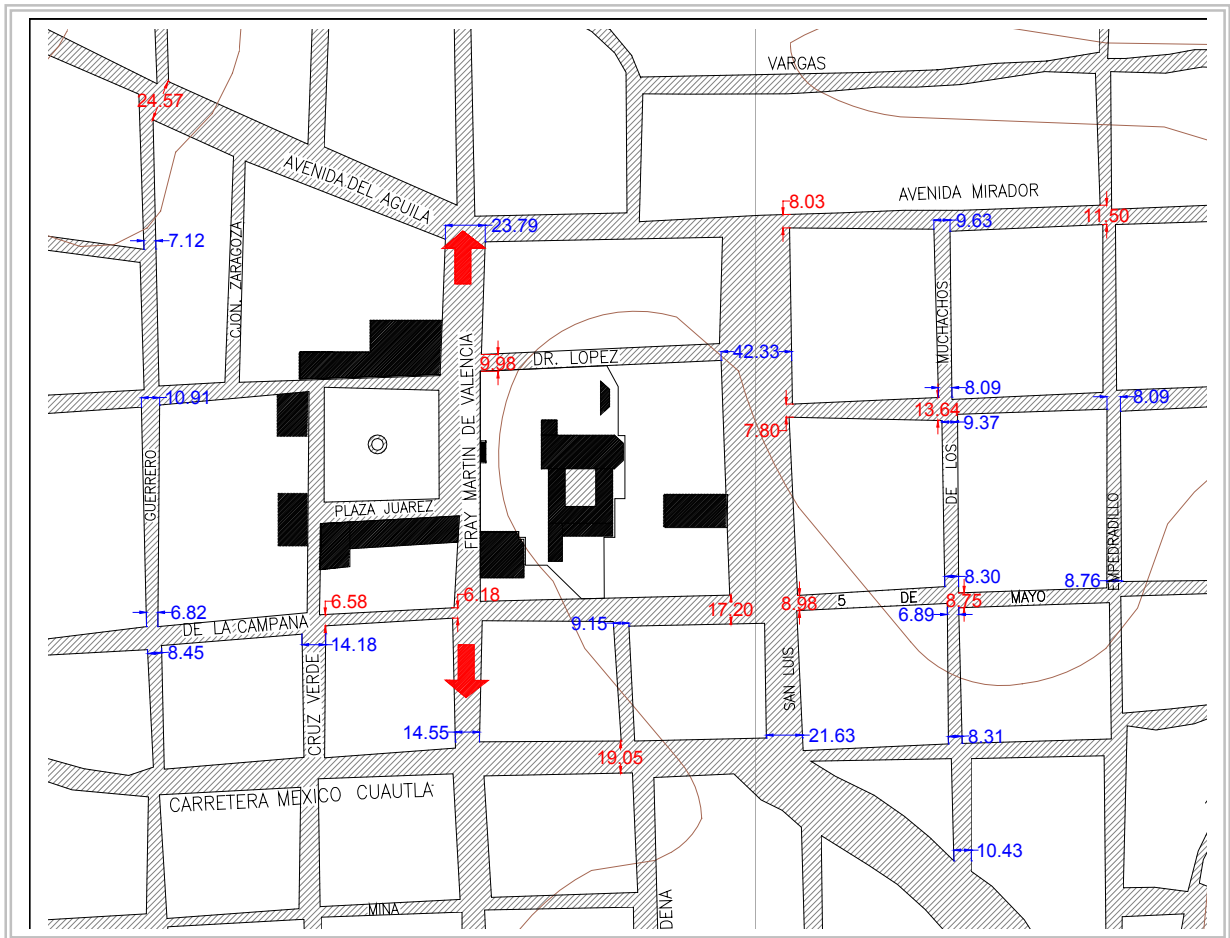 VARGAS
24.57
AVENIDA DEL AGUILA
AVENIDA MIRADOR
8.03
9.63
11.50
23.79
7.12
CJON. ZARAGOZA
MUCHACHOS
FRAY MARTIN DE VALENCIA
9.98
DR. LOPEZ
42.33
10.91
8.09
8.09
13.64
9.37
7.80
GUERRERO
DE LOS
PLAZA JUAREZ
EMPEDRADILLO
8.30
8.76
6.58
6.18
17.20
8.98
5 DE MAYO
8.75
6.82
6.89
DE LA CAMPANA
9.15
14.18
8.45
CRUZ VERDE
SAN LUIS
14.55
21.63
8.31
19.05
CARRETERA MEXICO CUAUTLA
10.43
MINA
DENA